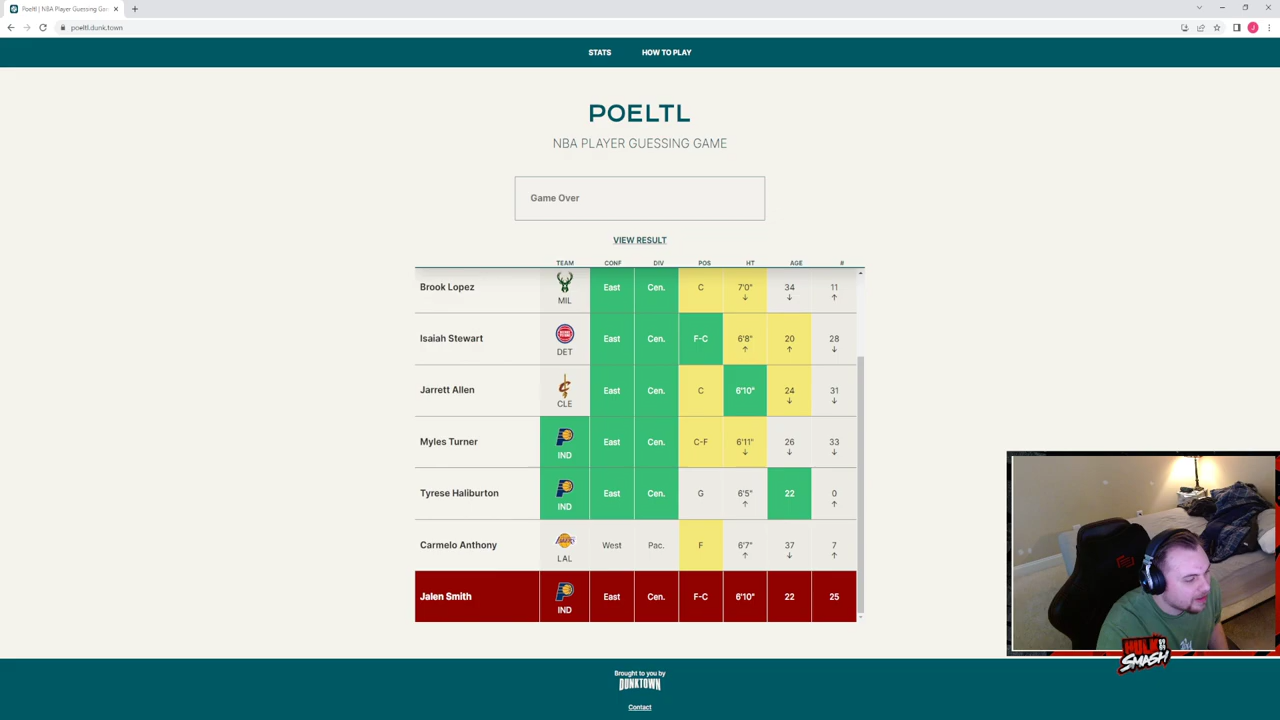 Poeltl | NBA Player Guessing Gam
poeltl.dunk.town
J
STATS HOW TO PLAY
POELTL
NBA PLAYER GUESSING GAME
Game Over
VIEW RESULT
TEAM CONF DIV POS HT AGE #
Brook Lopez MIL East Cen. C 7'0" ↓ 34 ↓ 11 ↑
Isaiah Stewart DET East Cen. F-C 6'8" ↑ 20 ↑ 28 ↓
Jarrett Allen CLE East Cen. C 6'10" 24 ↓ 31 ↓
Myles Turner IND East Cen. C-F 6'11" ↓ 26 ↓ 33 ↓
Tyrese Haliburton IND East Cen. G 6'5" ↑ 22 0 ↑
Carmelo Anthony LAL West Pac. F 6'7" ↑ 37 ↓ 7 ↑
Jalen Smith IND East Cen. F-C 6'10" 22 25
HULK
SMASH
Brought to you by
DUNKTOWN
Contact